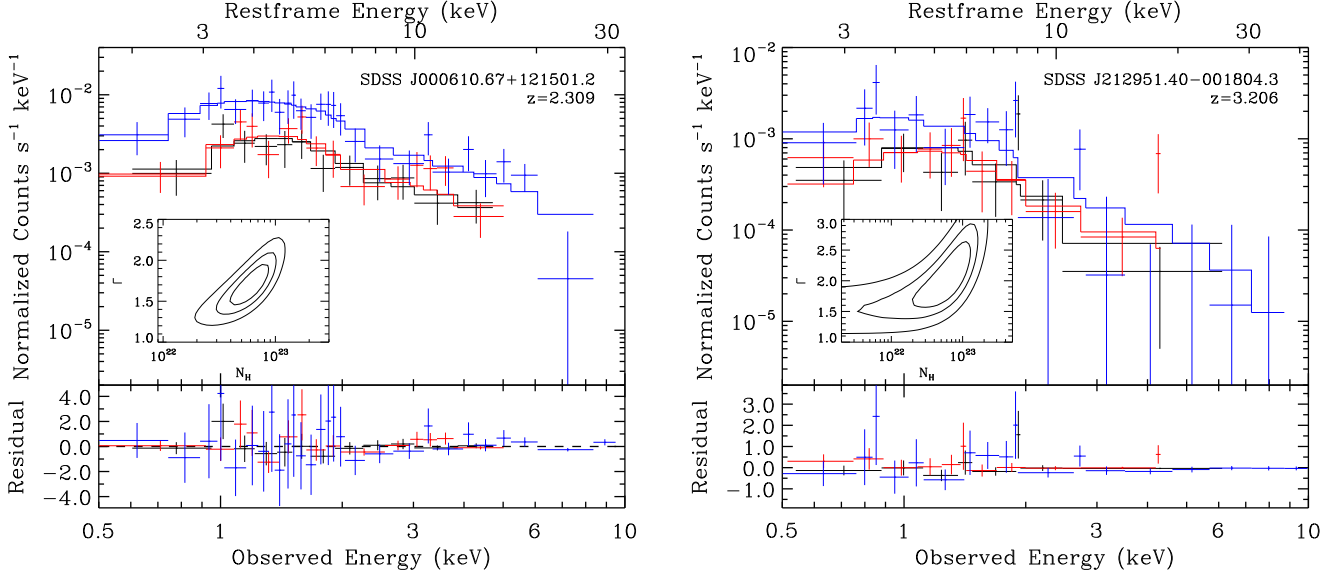 Restframe Energy (keV)
3 10 30
SDSS J000610.67+121501.2
z=2.309
Normalized Counts s−1 keV−1
10−2
10−3
10−4
10−5
2.5
2.0
1.5
1.0
Γ
10^22 10^23
N_H
Residual
4.0
2.0
0.0
−2.0
−4.0
0.5 1 3 6 10
Observed Energy (keV)
Restframe Energy (keV)
3 10 30
SDSS J212951.40−001804.3
z=3.206
Normalized Counts s−1 keV−1
10−2
10−3
10−4
10−5
3.0
2.5
2.0
1.5
1.0
Γ
10^22 10^23
N_H
Residual
3.0
2.0
1.0
0.0
−1.0
0.5 1 3 6 10
Observed Energy (keV)